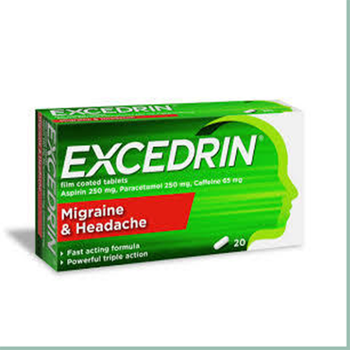 EXCEDRIN®
film coated tablets
Aspirin 250 mg, Paracetamol 250 mg, Caffeine 65 mg
Migraine
& Headache
Fast acting formula
Powerful triple action
20